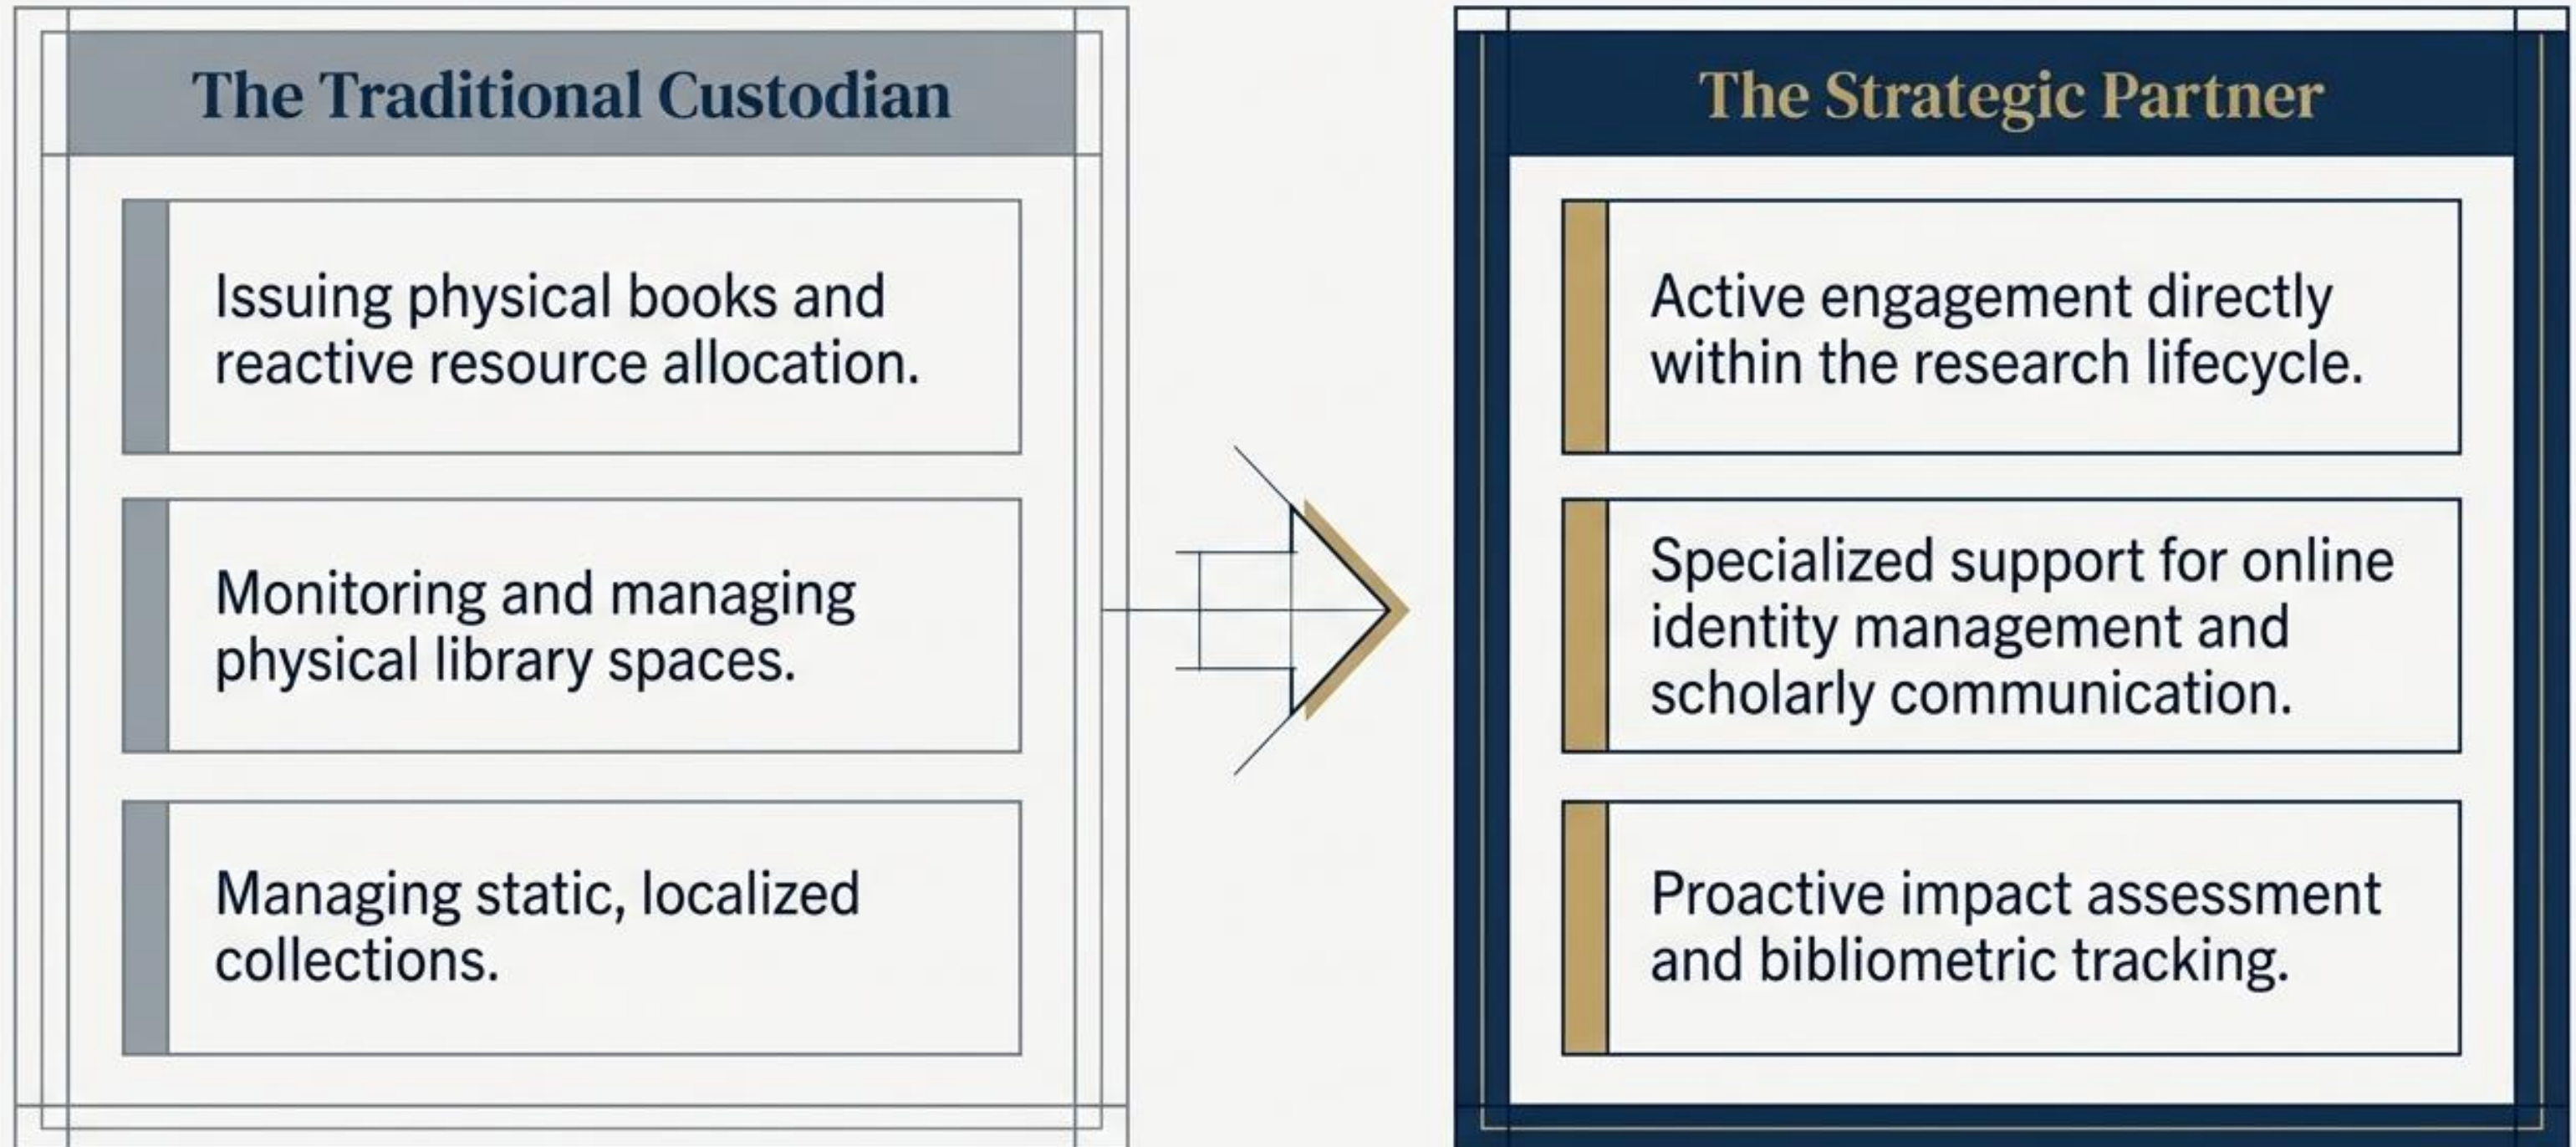 The Traditional Custodian
Issuing physical books and
reactive resource allocation.
Monitoring and managing
physical library spaces.
Managing static, localized
collections.
The Strategic Partner
Active engagement directly
within the research lifecycle.
Specialized support for online
identity management and
scholarly communication.
Proactive impact assessment
and bibliometric tracking.